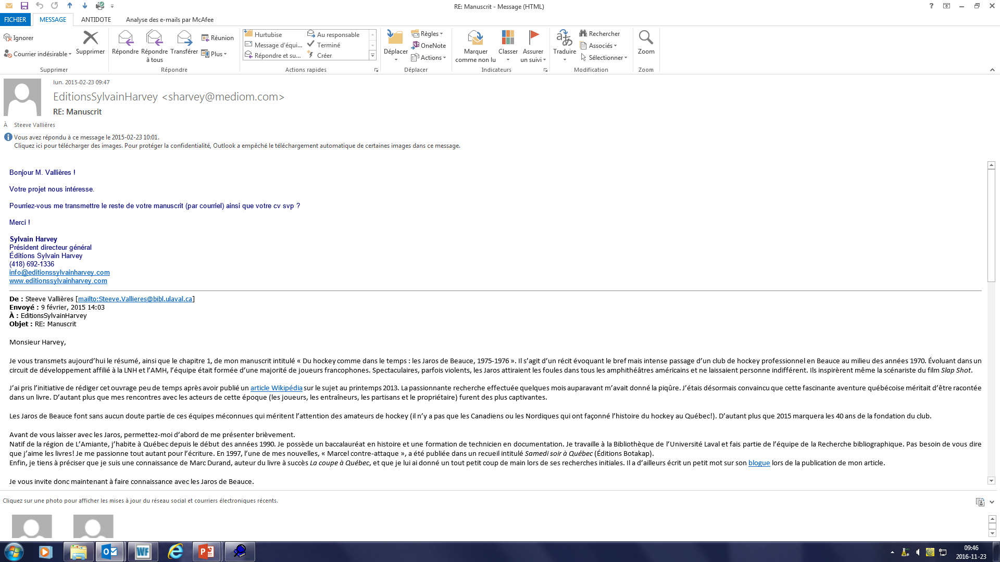 RE: Manuscrit - Message (HTML)
FICHIER MESSAGE ANTIDOTE Analyse des e-mails par McAfee
Ignorer
Courrier indésirable
Supprimer
Supprimer
Répondre
Répondre à tous
Transférer
Réunion
Plus
Répondre
Hurtubise
Message d'équi...
Répondre et su...
Au responsable
Terminé
Créer
Actions rapides
Déplacer
Règles
OneNote
Actions
Déplacer
Marquer comme non lu
Classer
Assurer un suivi
Indicateurs
Traduire
Rechercher
Associés
Sélectionner
Modification
Zoom
Zoom
lun. 2015-02-23 09:47
EditionsSylvainHarvey <sharvey@mediom.com>
RE: Manuscrit
À Steeve Vallières
Vous avez répondu à ce message le 2015-02-23 10:01.
Cliquez ici pour télécharger des images. Pour protéger la confidentialité, Outlook a empêché le téléchargement automatique de certaines images dans ce message.
Bonjour M. Vallières !
Votre projet nous intéresse.
Pourriez-vous me transmettre le reste de votre manuscrit (par courriel) ainsi que votre cv svp ?
Merci !
Sylvain Harvey
Président directeur général
Éditions Sylvain Harvey
(418) 692-1336
info@editionssylvainharvey.com
www.editionssylvainharvey.com
De : Steeve Vallières [mailto:Steeve.Vallieres@bibl.ulaval.ca]
Envoyé : 9 février, 2015 14:03
À : EditionsSylvainHarvey
Objet : RE: Manuscrit
Monsieur Harvey,
Je vous transmets aujourd'hui le résumé, ainsi que le chapitre 1, de mon manuscrit intitulé « Du hockey comme dans le temps : les Jaros de Beauce, 1975-1976 ». Il s'agit d'un récit évoquant le bref mais intense passage d'un club de hockey professionnel en Beauce au milieu des années 1970. Évoluant dans un
circuit de développement affilié à la LNH et l'AMH, l'équipe était formée d'une majorité de joueurs francophones. Spectaculaires, parfois violents, les Jaros attiraient les foules dans tous les amphithéâtres américains et ne laissaient personne indifférent. Ils inspirèrent même la scénariste du film Slap Shot.
J'ai pris l'initiative de rédiger cet ouvrage peu de temps après avoir publié un article Wikipédia sur le sujet au printemps 2013. La passionnante recherche effectuée quelques mois auparavant m'avait donné la piqûre. J'étais désormais convaincu que cette fascinante aventure québécoise méritait d'être racontée
dans un livre. D'autant plus que mes rencontres avec les acteurs de cette époque (les joueurs, les entraîneurs, les partisans et le propriétaire) furent des plus captivantes.
Les Jaros de Beauce font sans aucun doute partie de ces équipes méconnues qui méritent l'attention des amateurs de hockey (il n'y a pas que les Canadiens ou les Nordiques qui ont façonné l'histoire du hockey au Québec!). D'autant plus que 2015 marquera les 40 ans de la fondation du club.
Avant de vous laisser avec les Jaros, permettez-moi d'abord de me présenter brièvement.
Natif de la région de L'Amiante, j'habite à Québec depuis le début des années 1990. Je possède un baccalauréat en histoire et une formation de technicien en documentation. Je travaille à la Bibliothèque de l'Université Laval et fais partie de l'équipe de la Recherche bibliographique. Pas besoin de vous dire
que j'aime les livres! Je me passionne tout autant pour l'écriture. En 1997, l'une de mes nouvelles, « Marcel contre-attaque », a été publiée dans un recueil intitulé Samedi soir à Québec (Éditions Botakap).
Enfin, je tiens à préciser que je suis une connaissance de Marc Durand, auteur du livre à succès La coupe à Québec, et que je lui ai donné un tout petit coup de main lors de ses recherches initiales. Il a d'ailleurs écrit un petit mot sur son blogue lors de la publication de mon article.
Je vous invite donc maintenant à faire connaissance avec les Jaros de Beauce.
Cliquez sur une photo pour afficher les mises à jour du réseau social et courriers électroniques récents.
09:46
2016-11-23